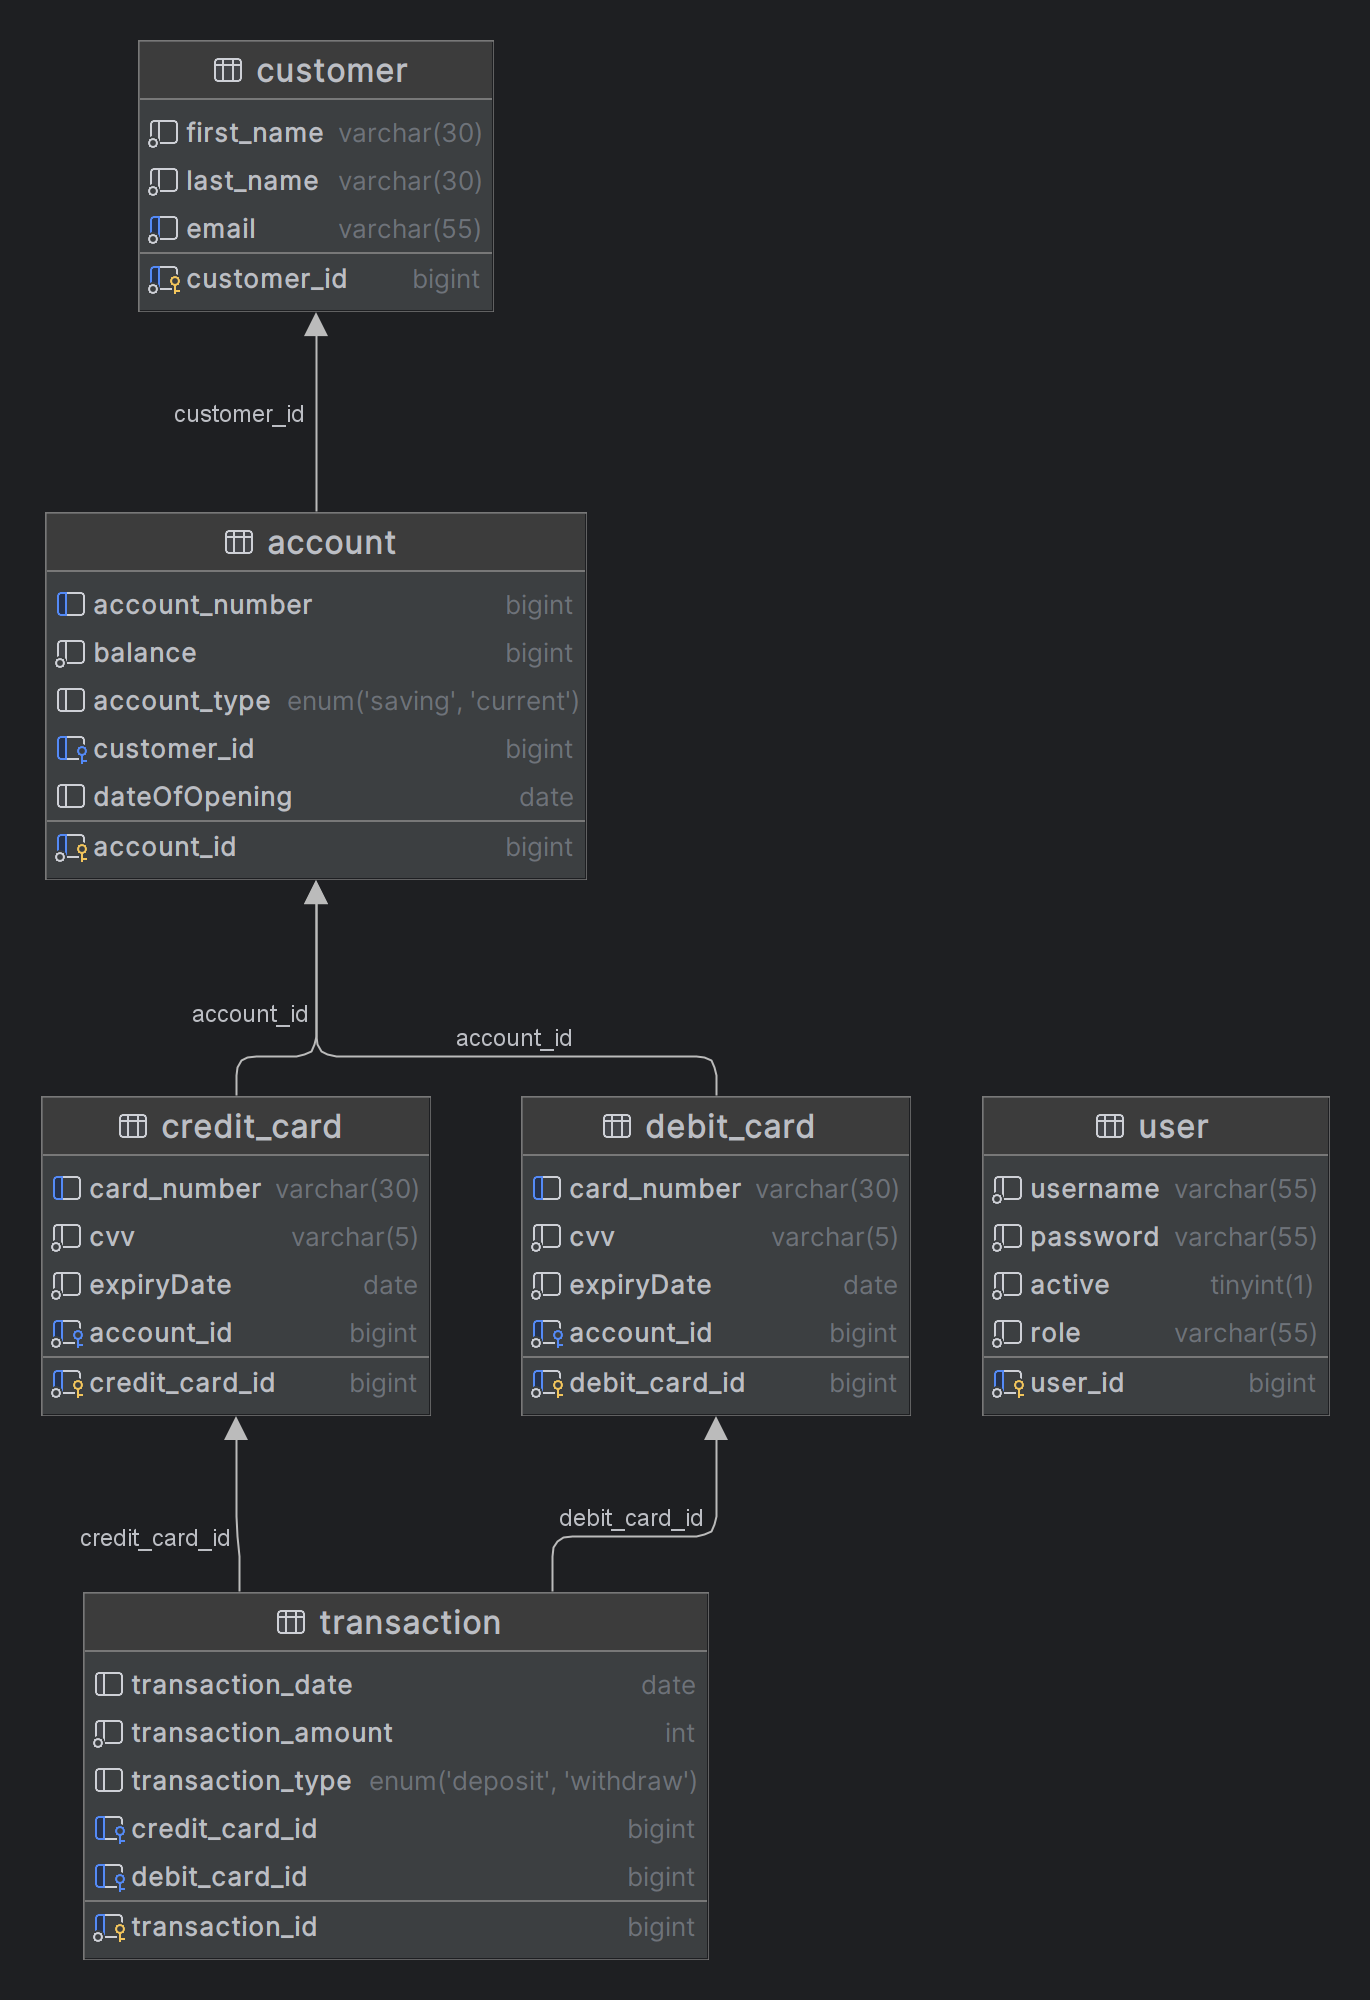 customer
first_name varchar(30)
last_name varchar(30)
email varchar(55)
customer_id bigint
customer_id
account
account_number bigint
balance bigint
account_type enum('saving', 'current')
customer_id bigint
dateOfOpening date
account_id bigint
account_id
account_id
credit_card
card_number varchar(30)
cvv varchar(5)
expiryDate date
account_id bigint
credit_card_id bigint
debit_card
card_number varchar(30)
cvv varchar(5)
expiryDate date
account_id bigint
debit_card_id bigint
user
username varchar(55)
password varchar(55)
active tinyint(1)
role varchar(55)
user_id bigint
credit_card_id
debit_card_id
transaction
transaction_date date
transaction_amount int
transaction_type enum('deposit', 'withdraw')
credit_card_id bigint
debit_card_id bigint
transaction_id bigint